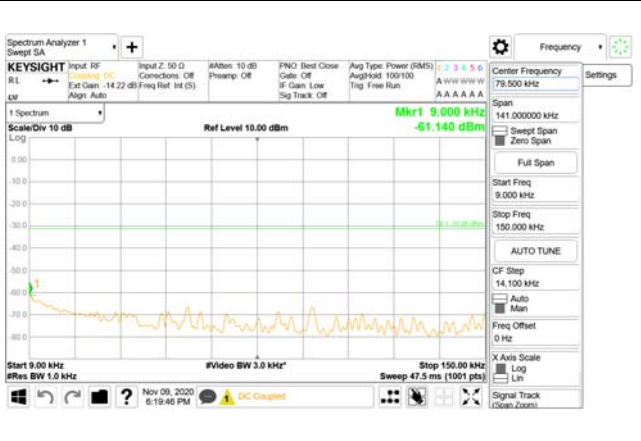 Spectrum Analyzer 1
Swept SA
Frequency
KEYSIGHT
RL
Input: RF
Coupling: DC
Ext Gain: -14.22 dB
Align: Auto
Input Z: 50 Ω
Corrections: Off
Freq Ref: Int (S)
#Atten: 10 dB
Preamp: Off
PNO: Best Close
Gate: Off
IF Gain: Low
Sig Track: Off
Avg Type: Power (RMS)
Avg|Hold: 100/100
Trig: Free Run
1 2 3 4 5 6
A W W W W W
A A A A A A
1 Spectrum
Scale/Div 10 dB
Log
Ref Level 10.00 dBm
Mkr1 9.000 kHz
-61.140 dBm
0.00
-10.0
-20.0
-30.0
-40.0
-50.0
-60.0
-70.0
-80.0
1
Start 9.00 kHz
#Res BW 1.0 kHz
#Video BW 3.0 kHz*
Stop 150.00 kHz
Sweep 47.5 ms (1001 pts)
Nov 09, 2020
6:19:46 PM
DC Coupled
Center Frequency
79.500 kHz
Settings
Span
141.000000 kHz
Swept Span
Zero Span
Full Span
Start Freq
9.000 kHz
Stop Freq
150.000 kHz
AUTO TUNE
CF Step
14.100 kHz
Auto
Man
Freq Offset
0 Hz
X Axis Scale
Log
Lin
Signal Track
(Span Zoom)